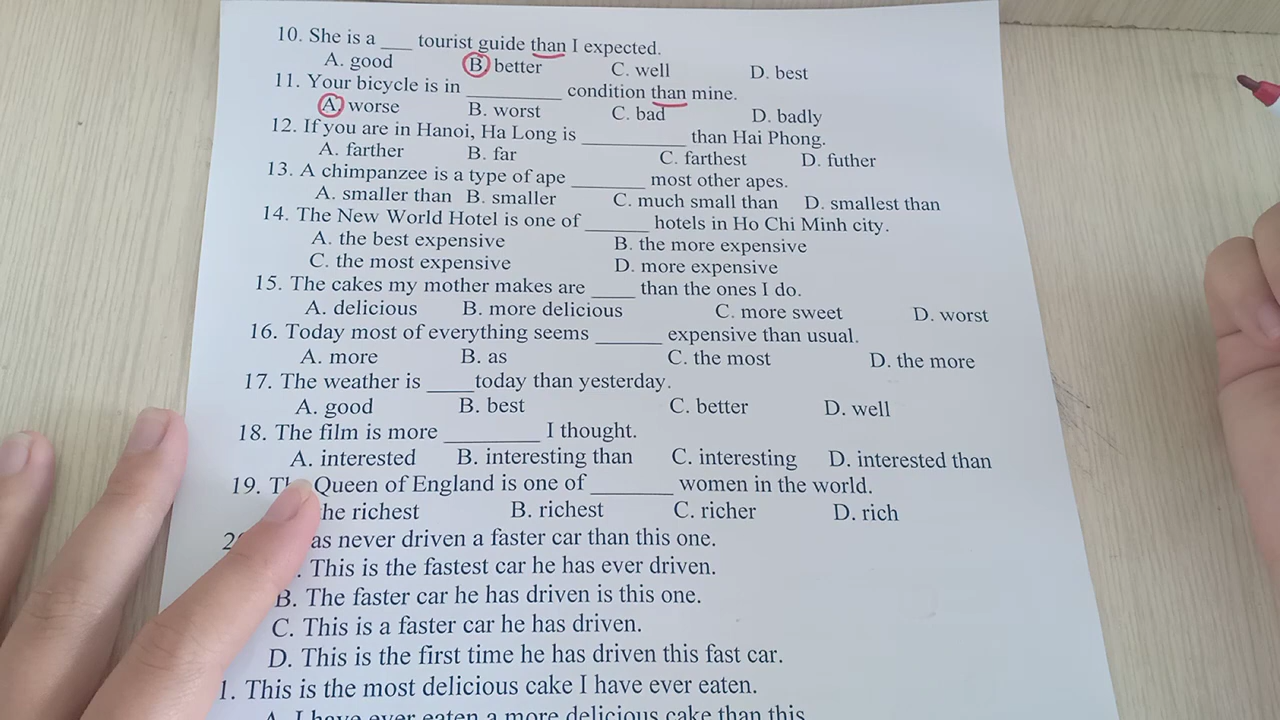 10. She is a ___ tourist guide than I expected.
A. good B. better C. well D. best
11. Your bicycle is in _________ condition than mine.
A. worse B. worst C. bad D. badly
12. If you are in Hanoi, Ha Long is __________ than Hai Phong.
A. farther B. far C. farthest D. futher
13. A chimpanzee is a type of ape _______ most other apes.
A. smaller than B. smaller C. much small than D. smallest than
14. The New World Hotel is one of ______ hotels in Ho Chi Minh city.
A. the best expensive B. the more expensive
C. the most expensive D. more expensive
15. The cakes my mother makes are ____ than the ones I do.
A. delicious B. more delicious C. more sweet D. worst
16. Today most of everything seems ______ expensive than usual.
A. more B. as C. the most D. the more
17. The weather is ____today than yesterday.
A. good B. best C. better D. well
18. The film is more _________ I thought.
A. interested B. interesting than C. interesting D. interested than
19. Queen of England is one of ________ women in the world.
he richest B. richest C. richer D. rich
as never driven a faster car than this one.
. This is the fastest car he has ever driven.
B. The faster car he has driven is this one.
C. This is a faster car he has driven.
D. This is the first time he has driven this fast car.
1. This is the most delicious cake I have ever eaten.
A. I have ever eaten a more delicious cake than this